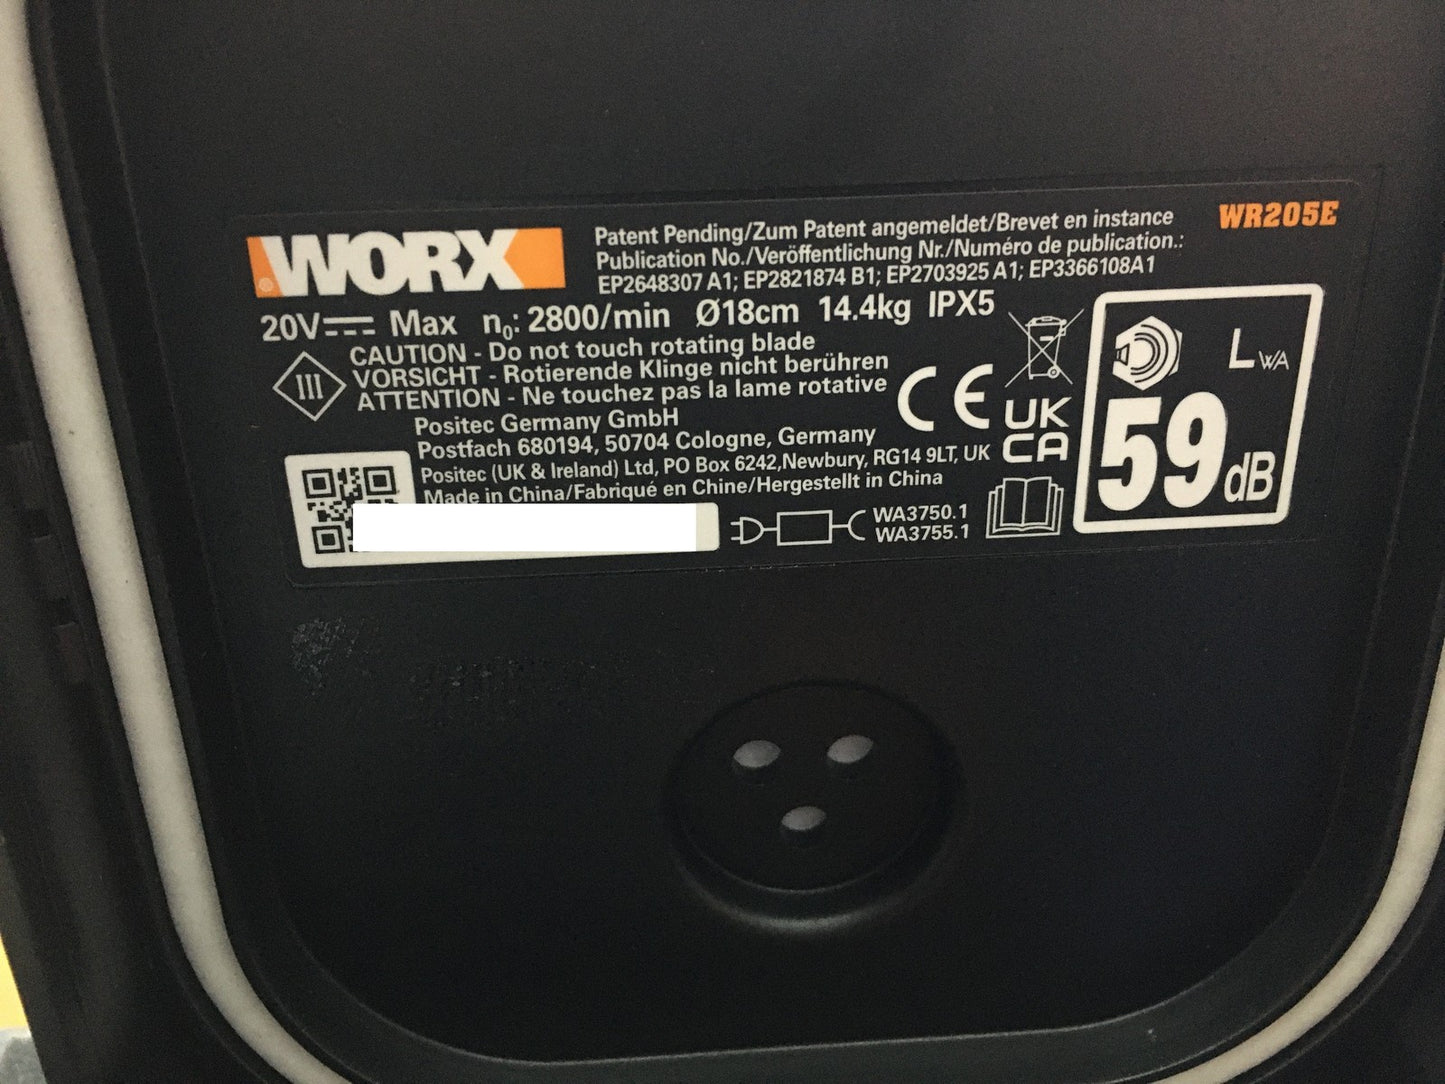 WORX
®
Patent Pending/Zum Patent angemeldet/Brevet en instance
WR205E
Publication No./Veröffentlichung Nr./Numéro de publication.:
EP2648307 A1; EP2821874 B1; EP2703925 A1; EP3366108A1
20V Max n₀: 2800/min Ø18cm 14.4kg IPX5
CAUTION - Do not touch rotating blade
VORSICHT - Rotierende Klinge nicht berühren
ATTENTION - Ne touchez pas la lame rotative
III
CE
UK
CA
LWA
59dB
Positec Germany GmbH
Postfach 680194, 50704 Cologne, Germany
Positec (UK & Ireland) Ltd, PO Box 6242,Newbury, RG14 9LT, UK
Made in China/Fabriqué en Chine/Hergestellt in China
WA3750.1
WA3755.1